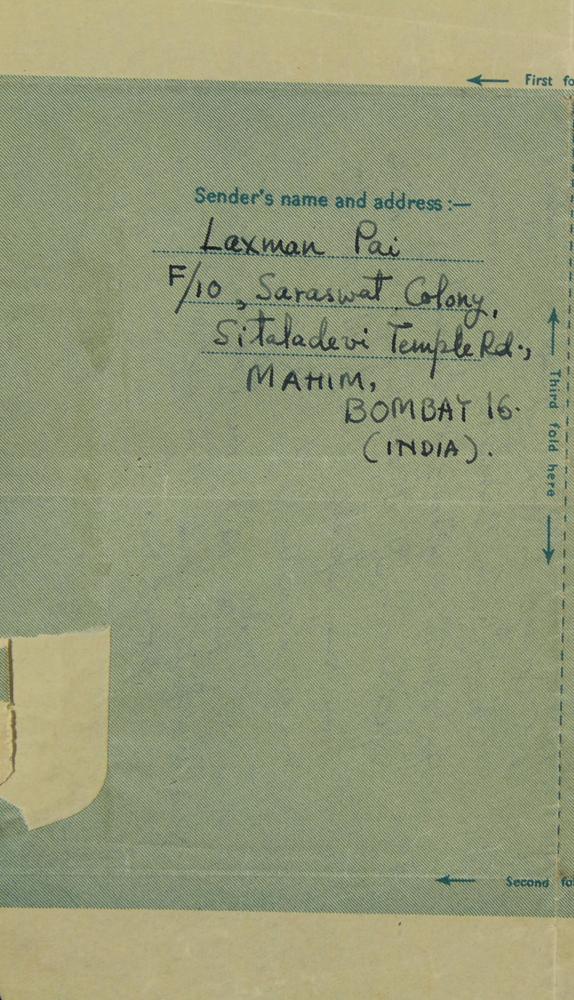 First fo
Sender's name and address :—
Laxman Pai
F/10, Saraswat Colony,
Sitaladevi Temple Rd.,
MAHIM,
BOMBAY 16.
(INDIA).
Third fold here
Second fo